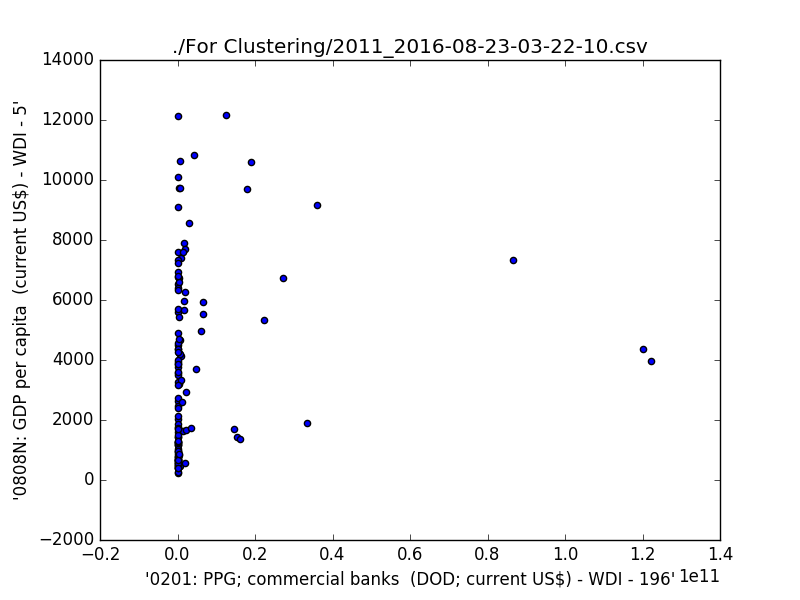 ./For Clustering/2011_2016-08-23-03-22-10.csv
14000
12000
10000
8000
6000
4000
2000
0
−2000
'0808N: GDP per capita  (current US$) - WDI - 5'
−0.2 0.0 0.2 0.4 0.6 0.8 1.0 1.2 1.4
1e11
'0201: PPG; commercial banks  (DOD; current US$) - WDI - 196'